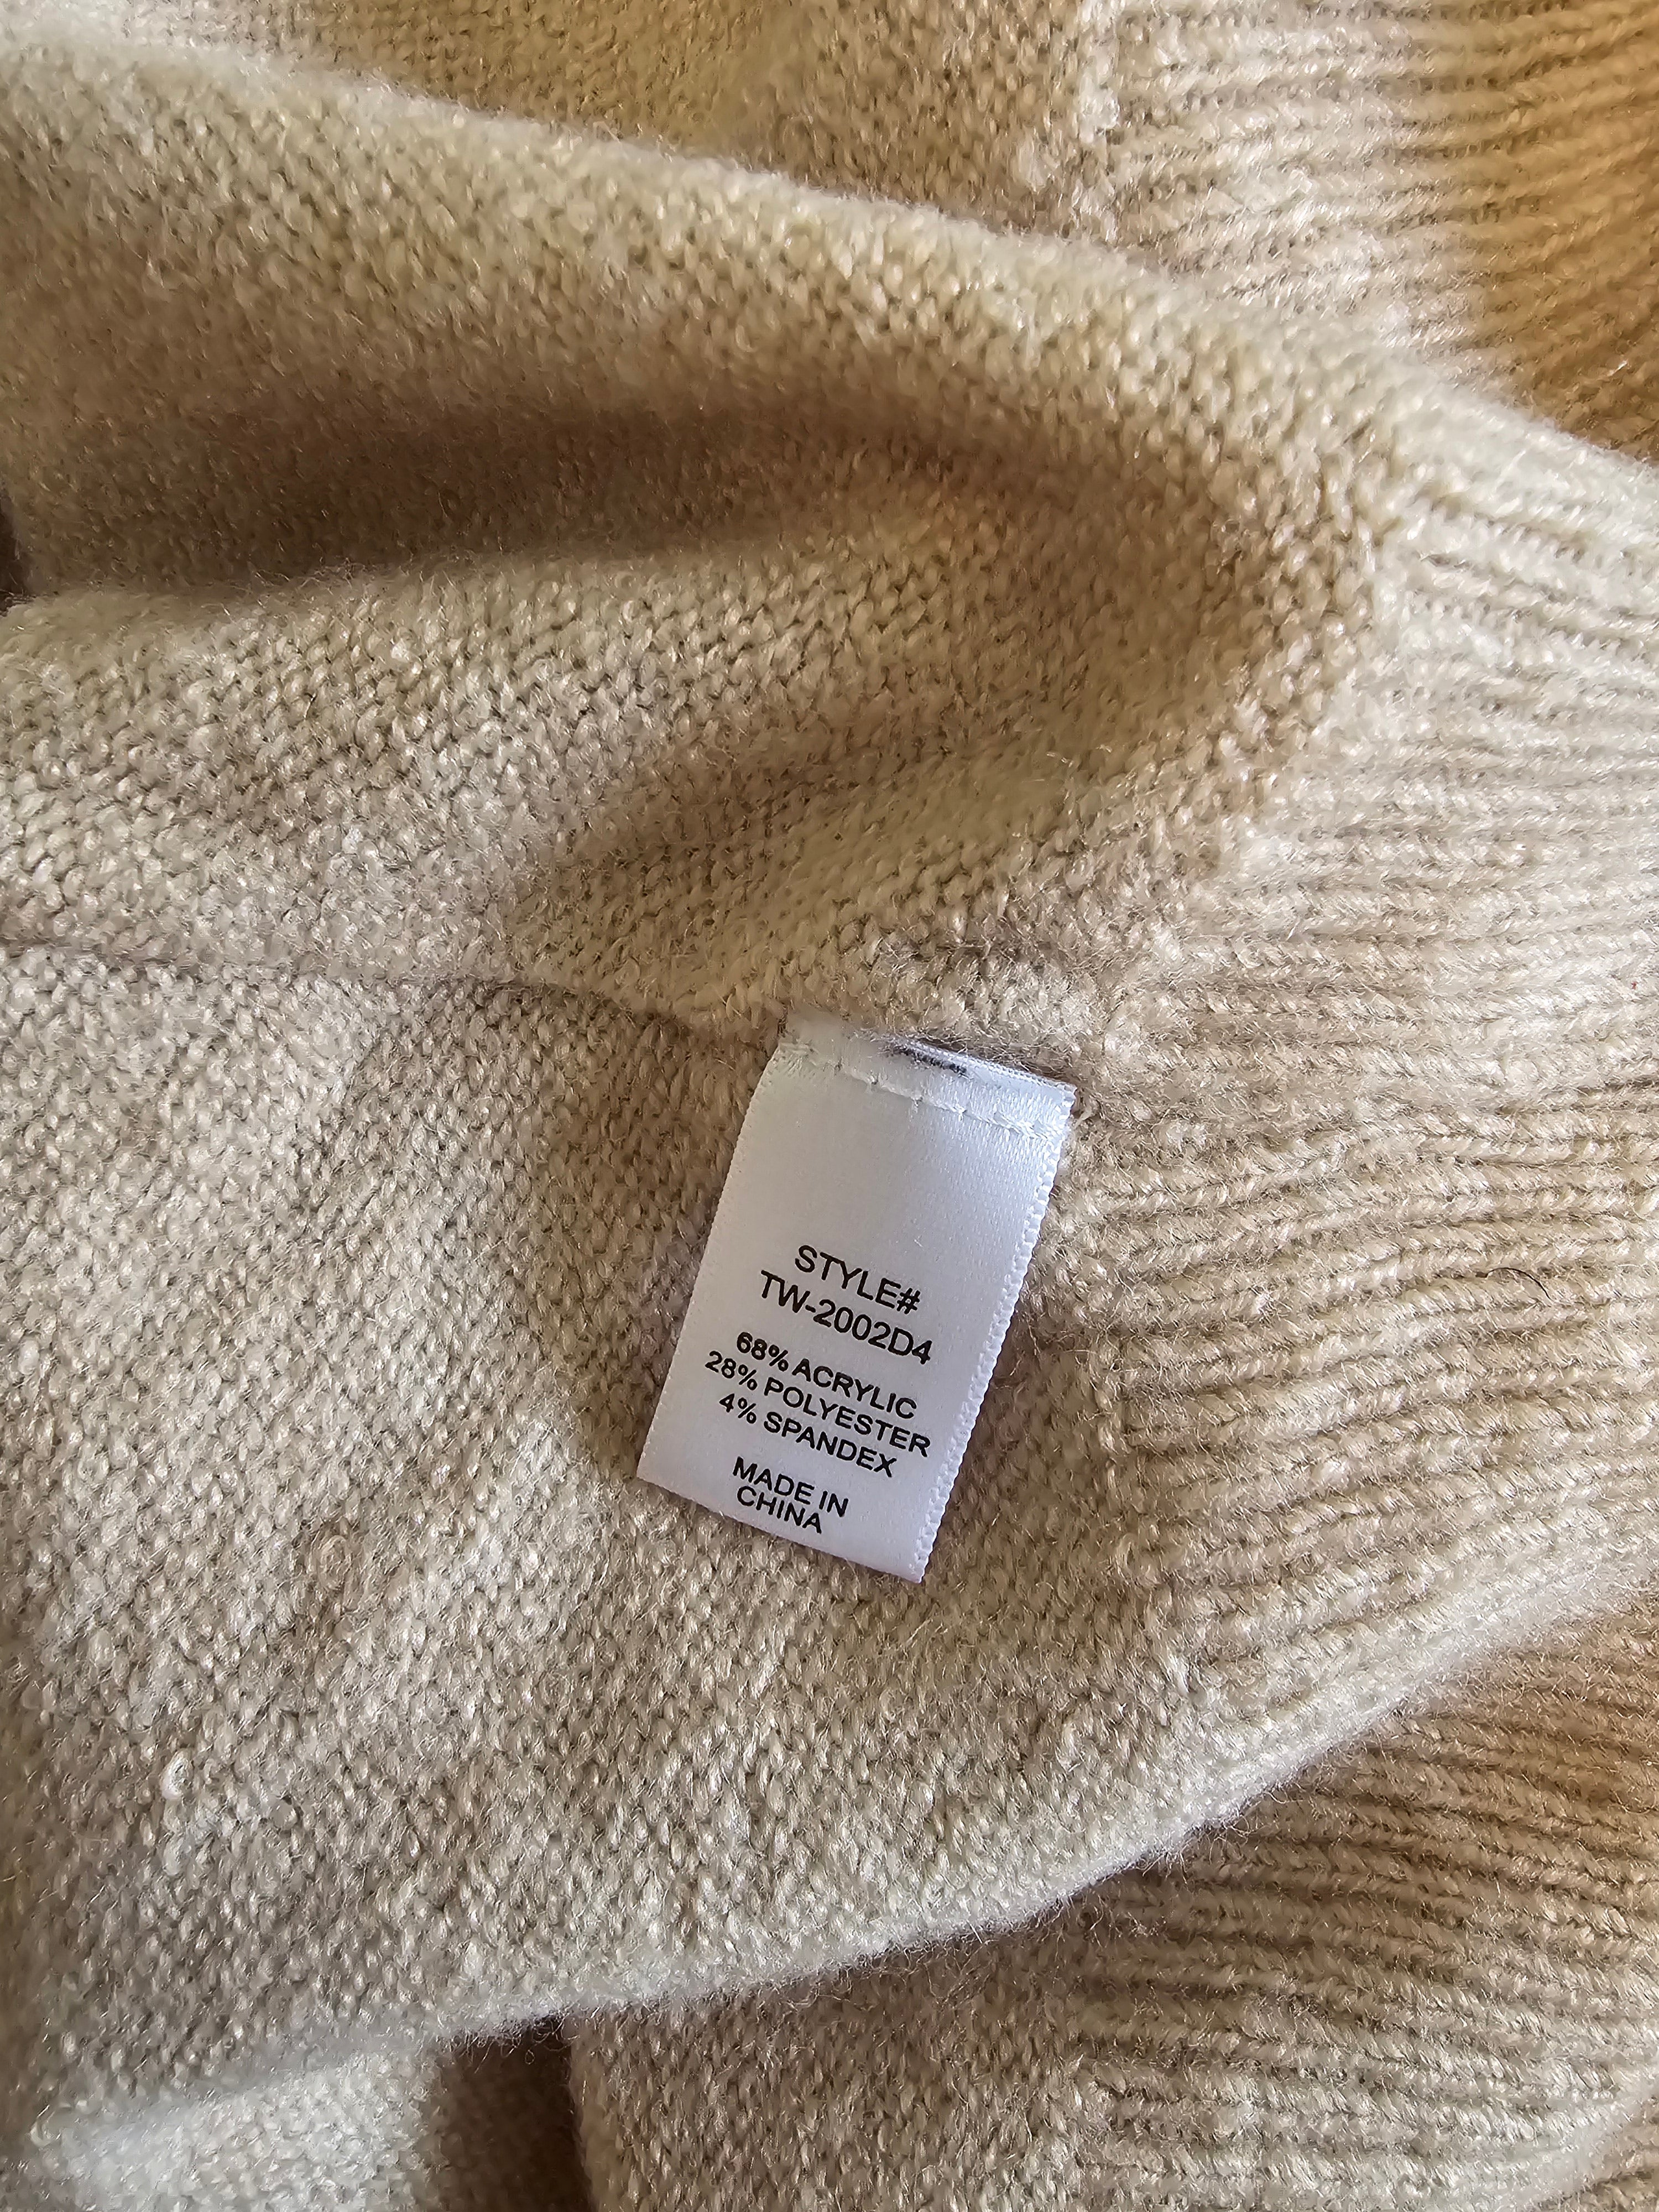 STYLE#
TW-2002D4
68% ACRYLIC
28% POLYESTER
4% SPANDEX
MADE IN
CHINA